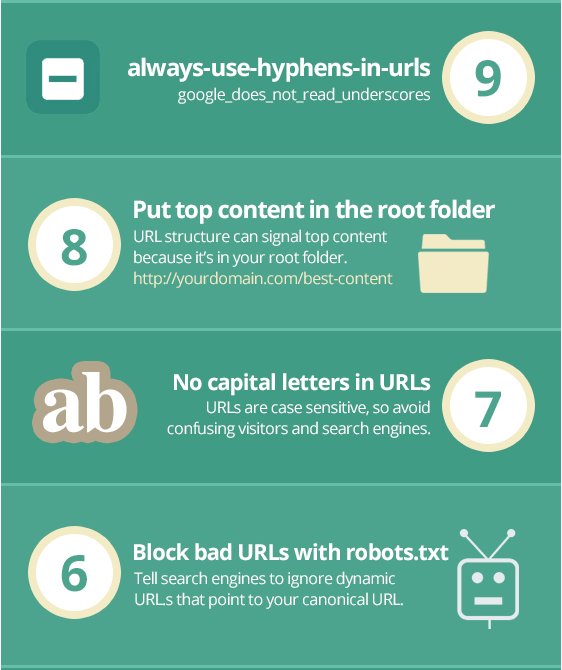 always-use-hyphens-in-urls
google_does_not_read_underscores
9
8
Put top content in the root folder
URL structure can signal top content
because it's in your root folder.
http://yourdomain.com/best-content
ab
No capital letters in URLs
URLs are case sensitive, so avoid
confusing visitors and search engines.
7
6
Block bad URLs with robots.txt
Tell search engines to ignore dynamic
URLs that point to your canonical URL.